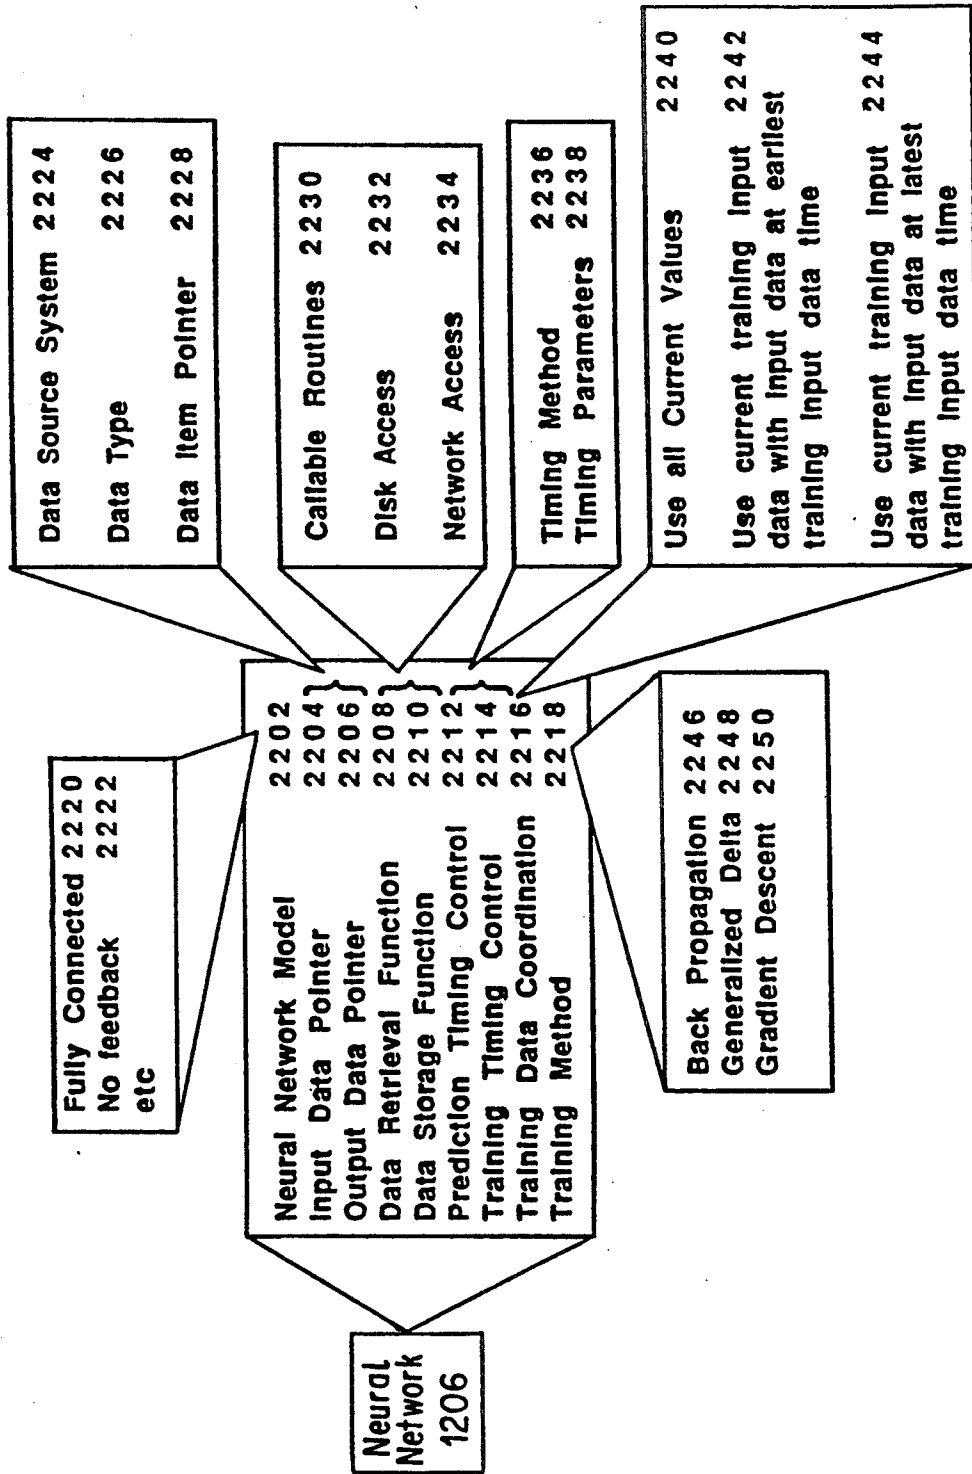 Neural
Network
1206
Neural Network Model 2202
Input Data Pointer 2204
Output Data Pointer 2206
Data Retrieval Function 2208
Data Storage Function 2210
Prediction Timing Control 2212
Training Timing Control 2214
Training Data Coordination 2216
Training Method 2218
Fully Connected 2220
No feedback 2222
etc
Data Source System 2224
Data Type 2226
Data Item Pointer 2228
Callable Routines 2230
Disk Access 2232
Network Access 2234
Timing Method 2236
Timing Parameters 2238
Use all Current Values 2240
Use current training input 2242
data with input data at earliest
training input data time
Use current training input 2244
data with input data at latest
training input data time
Back Propagation 2246
Generalized Delta 2248
Gradient Descent 2250